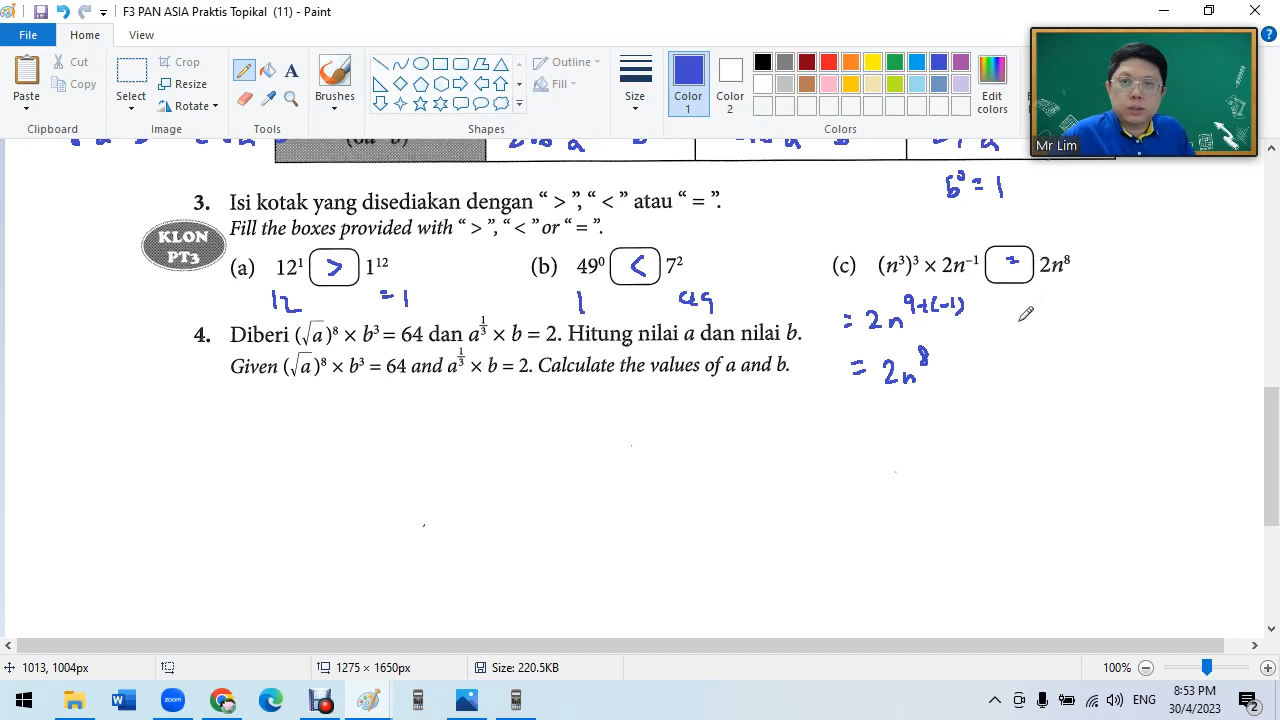 F3 PAN ASIA Praktis Topikal (11) - Paint
File Home View
Paste Cut Copy Clipboard
Select Crop Resize Rotate Image
Tools
Brushes
Outline Fill Shapes
Size
Color 1 Color 2 Colors Edit colors
Mr Lim
b⁰ = 1
3. Isi kotak yang disediakan dengan “ > ”, “ < ” atau “ = ”.
Fill the boxes provided with “ > ”, “ < ” or “ = ”.
KLON PT3
(a) 12¹ > 1¹² (b) 49⁰ < 7² (c) (n³)³ × 2n⁻¹ = 2n⁸
12 = 1 1 49 = 2n⁹⁺⁽⁻¹⁾
4. Diberi (√a)⁸ × b³ = 64 dan a^(1/3) × b = 2. Hitung nilai a dan nilai b.
Given (√a)⁸ × b³ = 64 and a^(1/3) × b = 2. Calculate the values of a and b.
= 2n⁸
1013, 1004px 1275 × 1650px Size: 220.5KB 100%
zoom
ENG 8:53 PM
30/4/2023 2